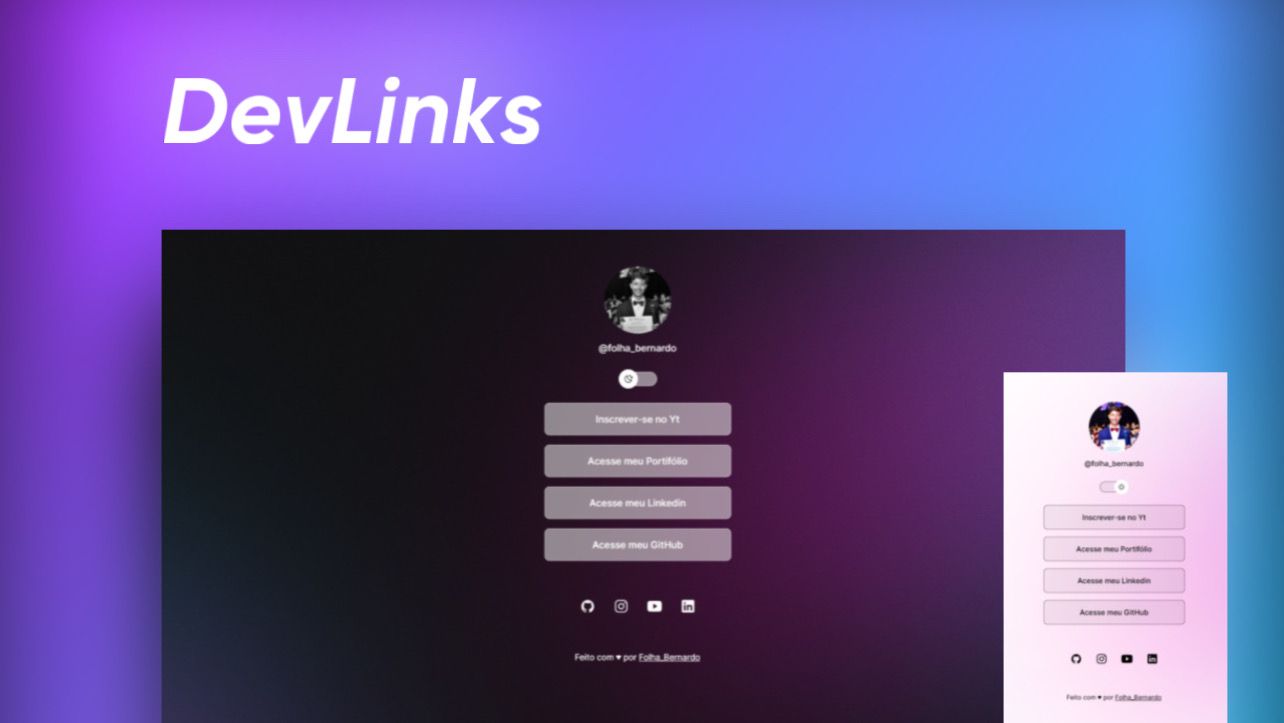 DevLinks
@folha_bernardo
Inscrever-se no Yt
Acesse meu Portifólio
Acesse meu Linkedin
Acesse meu GitHub
Feito com ♥ por Folha_Bernardo
@folha_bernardo
Inscrever-se no Yt
Acesse meu Portifólio
Acesse meu Linkedin
Acesse meu GitHub
Feito com ♥ por Folha_Bernardo